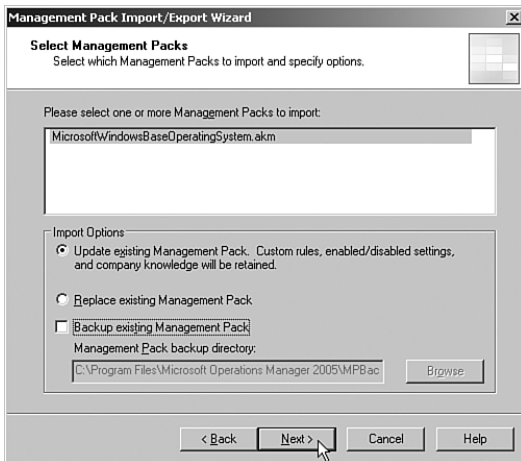 Management Pack Import/Export Wizard
Select Management Packs
Select which Management Packs to import and specify options.
Please select one or more Management Packs to import:
MicrosoftWindowsBaseOperatingSystem.akm
Import Options
Update existing Management Pack. Custom rules, enabled/disabled settings,
and company knowledge will be retained.
Replace existing Management Pack
Backup existing Management Pack
Management Pack backup directory:
C:\Program Files\Microsoft Operations Manager 2005\MPBac
Browse
< Back
Next >
Cancel
Help